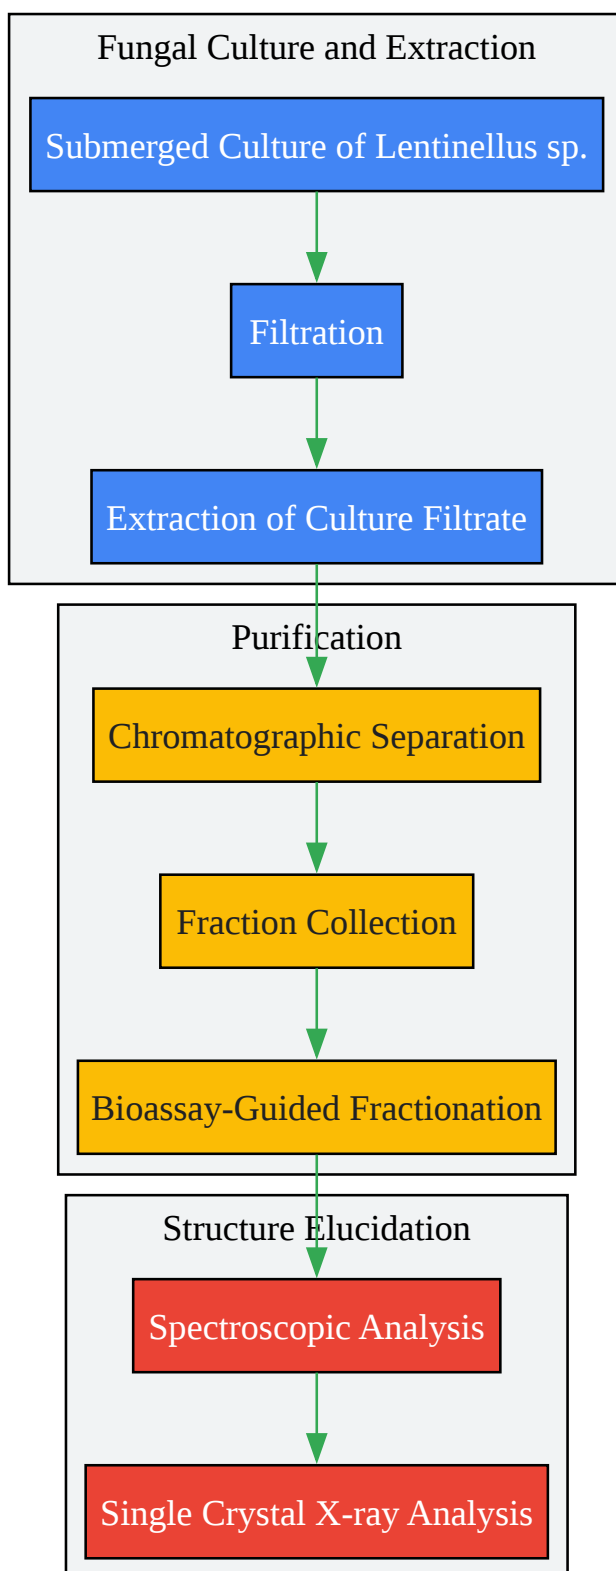 Fungal Culture and Extraction
Submerged Culture of Lentinellus sp.
Filtration
Extraction of Culture Filtrate
Purification
Chromatographic Separation
Fraction Collection
Bioassay-Guided Fractionation
Structure Elucidation
Spectroscopic Analysis
Single Crystal X-ray Analysis